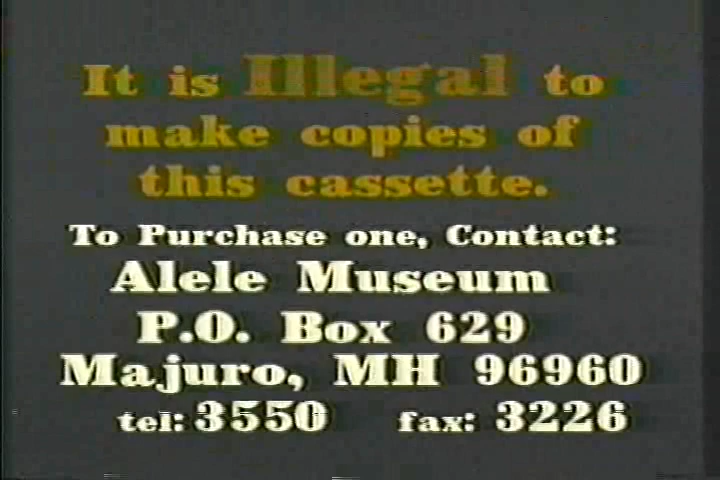 It is Illegal to
make copies of
this cassette.
To Purchase one, Contact:
Alele Museum
P.O. Box 629
Majuro, MH 96960
tel: 3550 fax: 3226